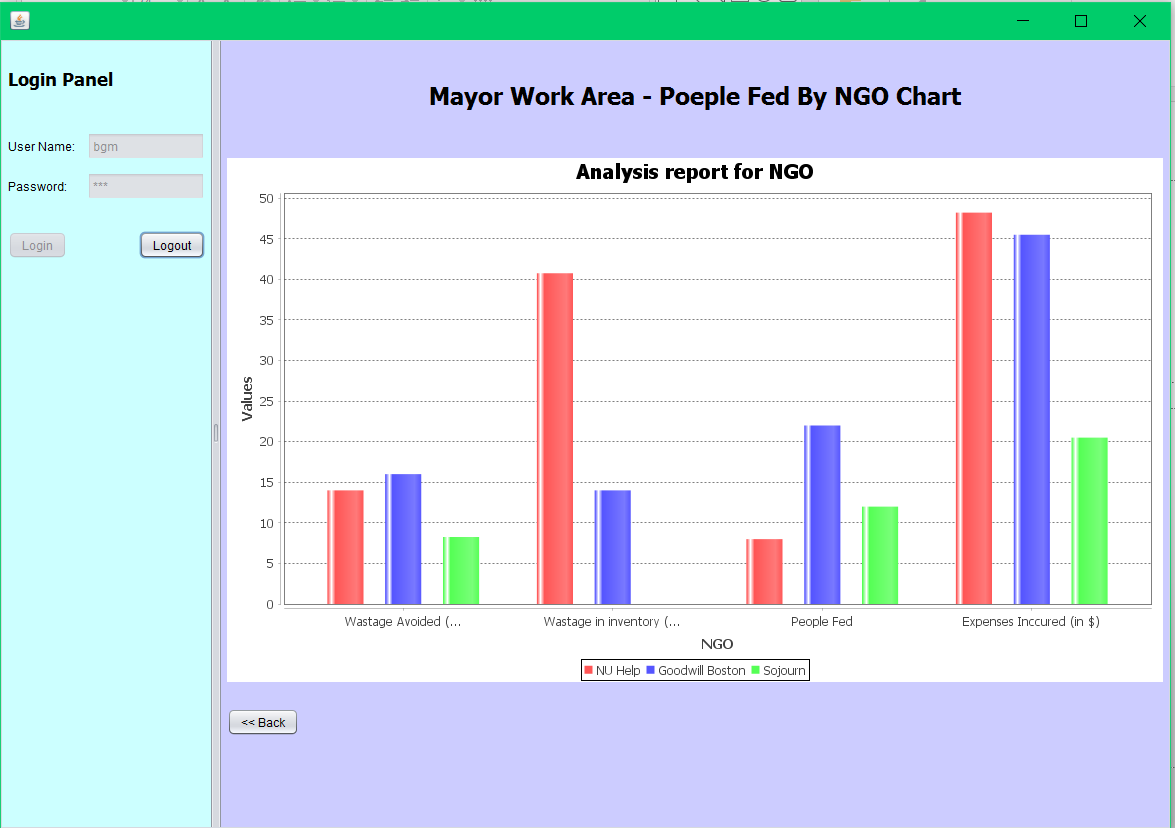 Login Panel
User Name: bgm
Password: ***
Login Logout
Mayor Work Area - Poeple Fed By NGO Chart
Analysis report for NGO
Values
50
45
40
35
30
25
20
15
10
5
0
Wastage Avoided (... Wastage in inventory (... People Fed Expenses Inccured (in $)
NGO
NU Help Goodwill Boston Sojourn
<< Back